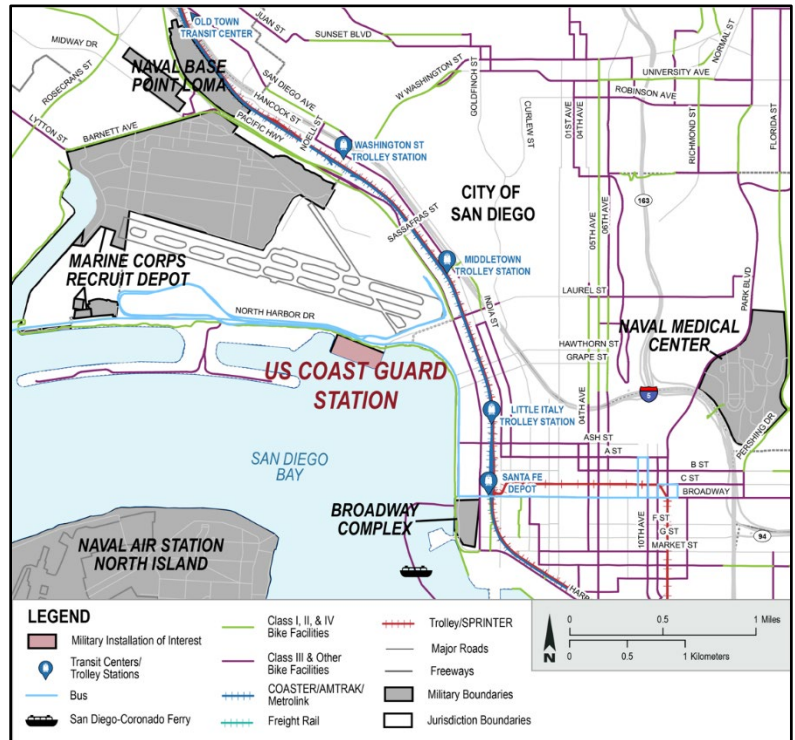 OLD TOWN
TRANSIT CENTER
JUAN ST
SUNSET BLVD
MIDWAY DR
ROSECRANS ST
NAVAL BASE
POINT LOMA
SAN DIEGO AVE
W WASHINGTON ST
GOLDFINCH ST
NORMAL ST
UNIVERSITY AVE
ROBINSON AVE
HANCOCK ST
PACIFIC HWY
NOELL ST
LYTTON ST
BARNETT AVE
CURLEW ST
01ST AVE
04TH AVE
RICHMOND ST
FLORIDA ST
WASHINGTON ST
TROLLEY STATION
CITY OF
SAN DIEGO
163
05TH AVE
06TH AVE
SASSAFRAS ST
MARINE CORPS
RECRUIT DEPOT
MIDDLETOWN
TROLLEY STATION
NORTH HARBOR DR
INDIA ST
LAUREL ST
PARK BLVD
NAVAL MEDICAL
CENTER
HAWTHORN ST
GRAPE ST
US COAST GUARD
STATION
5
04TH AVE
LITTLE ITALY
TROLLEY STATION
PERSHING DR
ASH ST
A ST
SAN DIEGO
BAY
SANTA FE
DEPOT
B ST
C ST
BROADWAY
BROADWAY
COMPLEX
10TH AVE
F ST
G ST
MARKET ST
94
NAVAL AIR STATION
NORTH ISLAND
HARB
LEGEND
Military Installation of Interest
Transit Centers/
Trolley Stations
Bus
San Diego-Coronado Ferry
Class I, II, & IV
Bike Facilities
Class III & Other
Bike Facilities
COASTER/AMTRAK/
Metrolink
Freight Rail
Trolley/SPRINTER
Major Roads
Freeways
Military Boundaries
Jurisdiction Boundaries
N
0 0.5 1 Miles
0 0.5 1 Kilometers